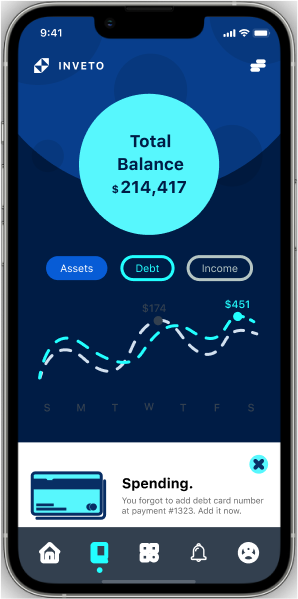 9:41
INVETO
Total
Balance
$214,417
Assets Debt Income
$174 $451
S M T W T F S
Spending.
You forgot to add debt card number
at payment #1323. Add it now.